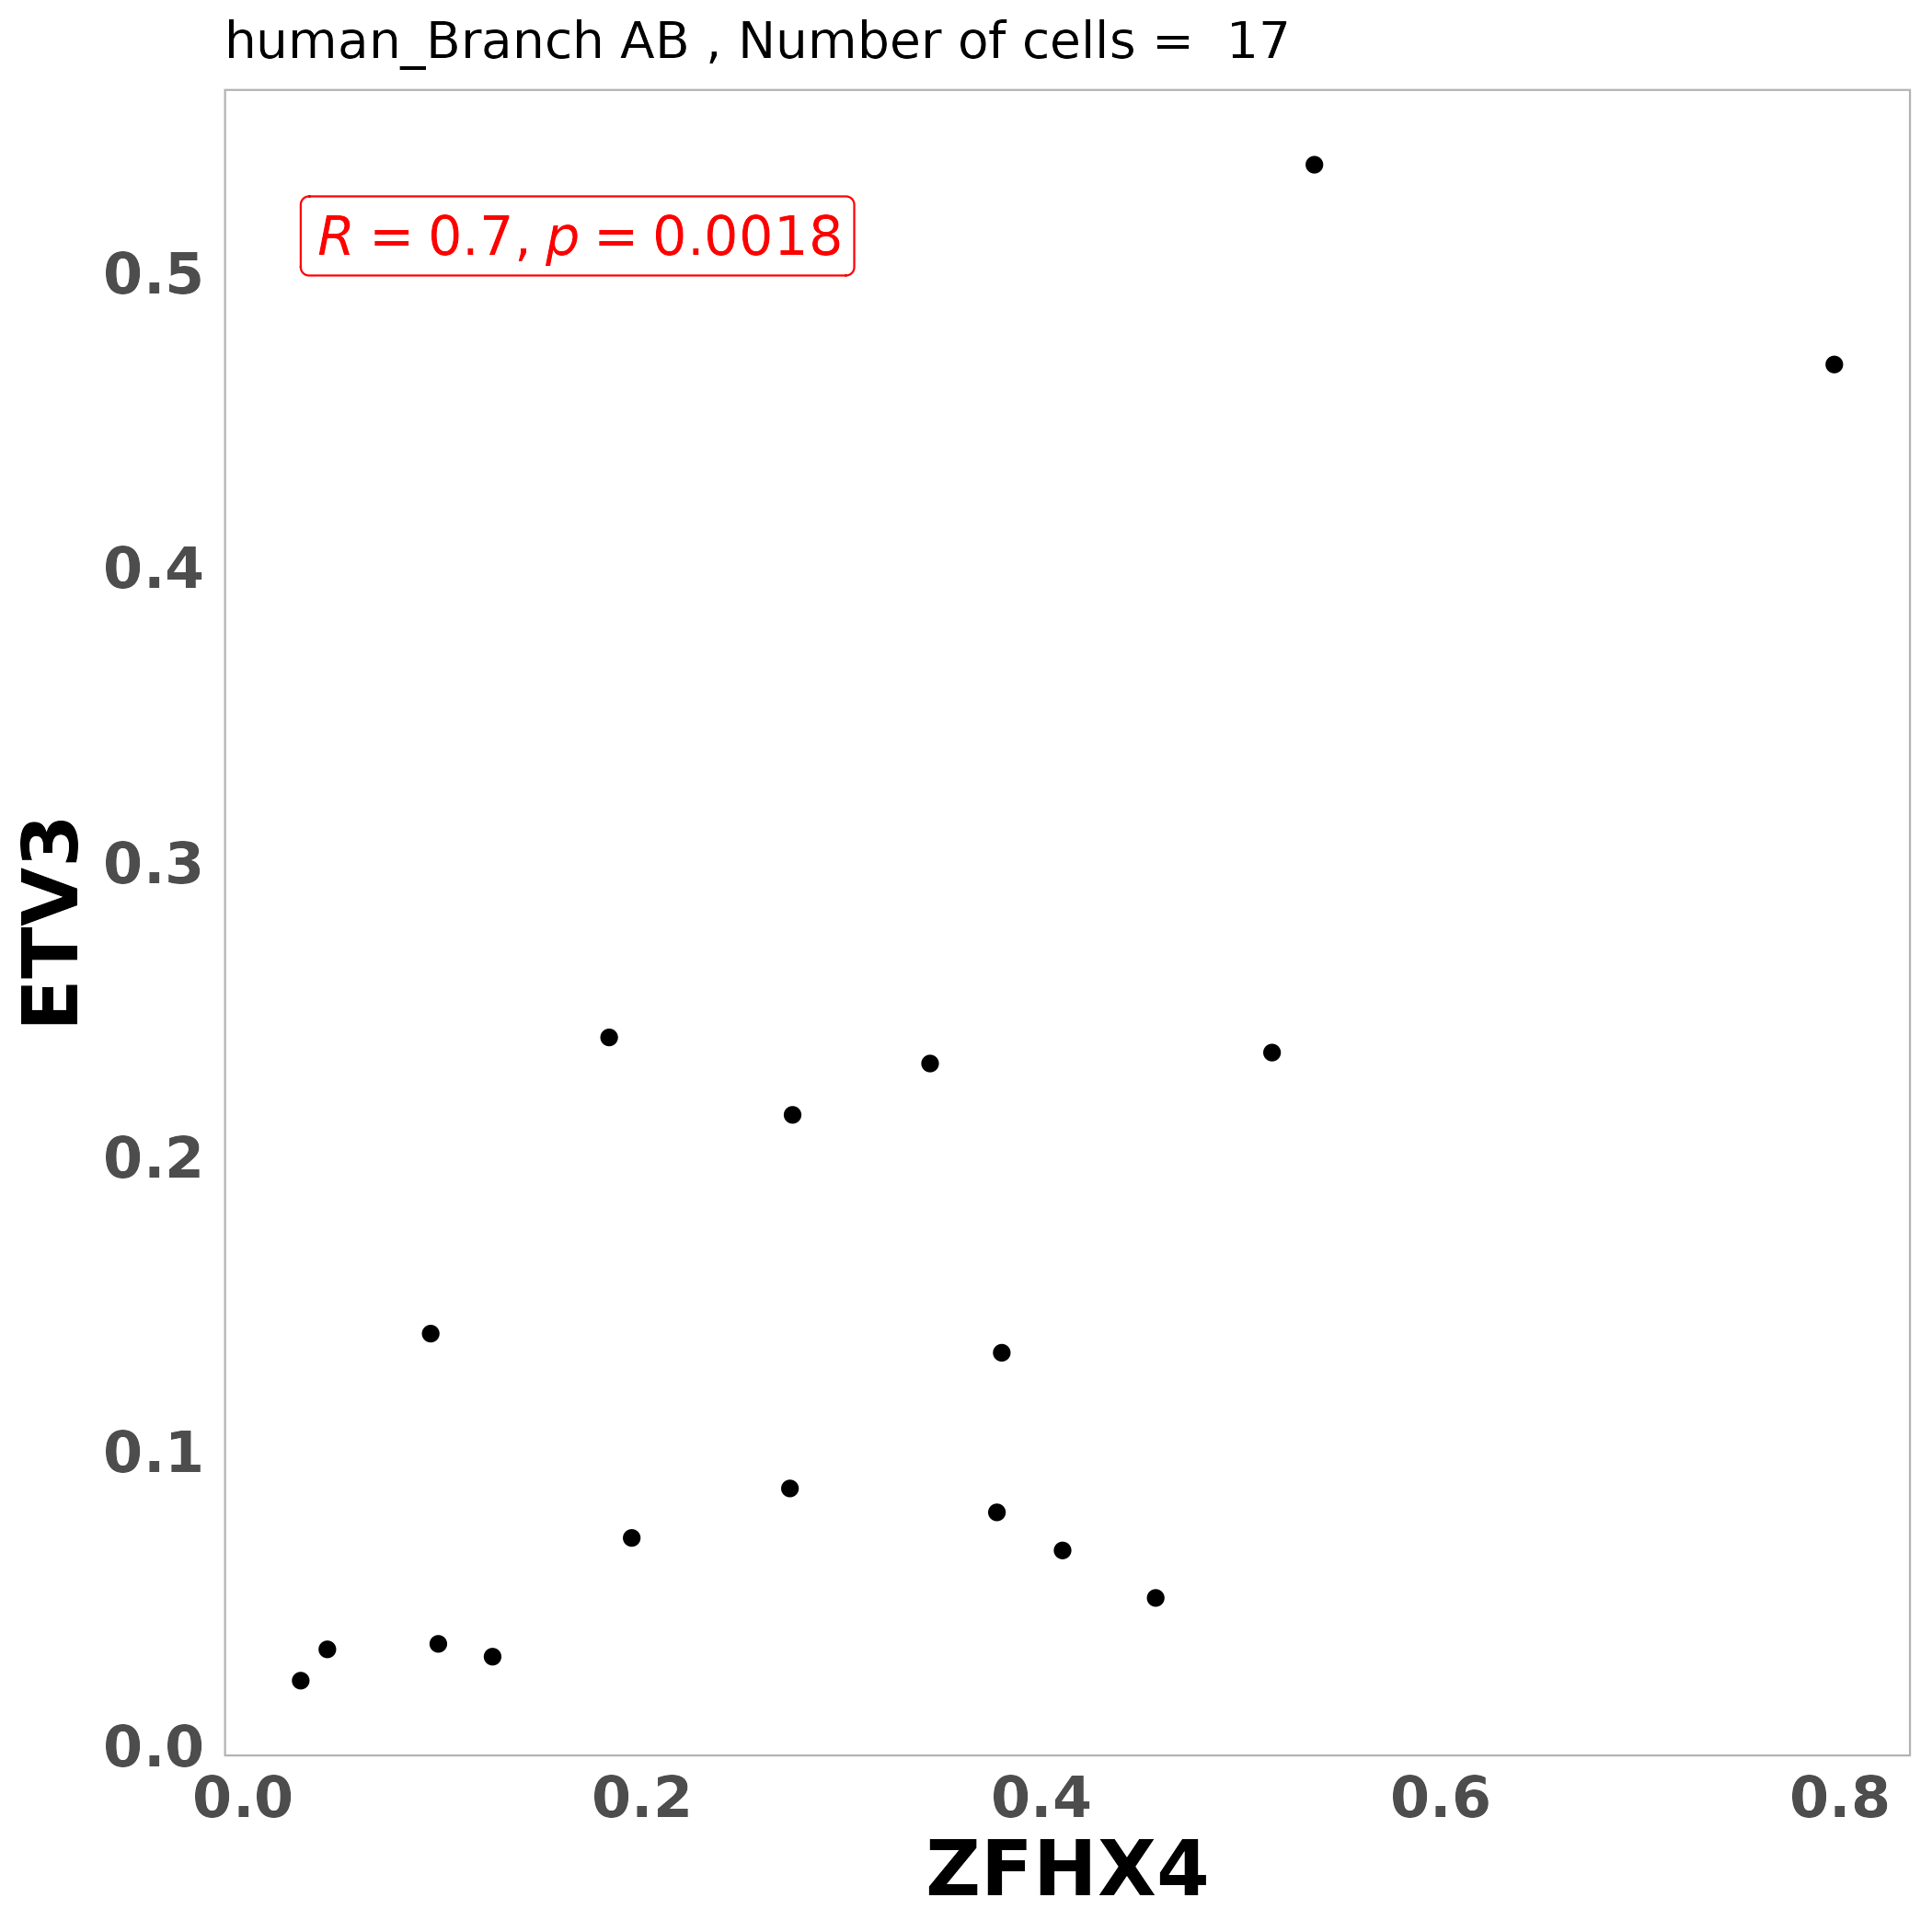 human_Branch AB , Number of cells =  17
R = 0.7, p = 0.0018
0.5
0.4
0.3
0.2
0.1
0.0
ETV3
0.0 0.2 0.4 0.6 0.8
ZFHX4